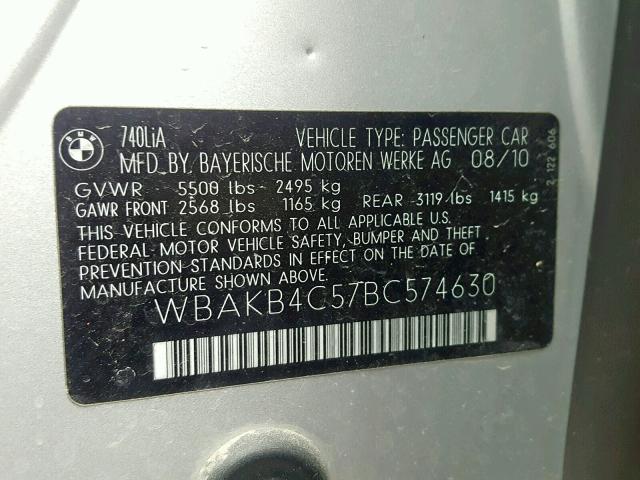 BMW
740LiA VEHICLE TYPE: PASSENGER CAR
MFD. BY. BAYERISCHE MOTOREN WERKE AG 08/10
GVWR 5500 lbs - 2495 kg
GAWR FRONT 2568 lbs 1165 kg REAR -3119 lbs 1415 kg
THIS VEHICLE CONFORMS TO ALL APPLICABLE U.S.
FEDERAL MOTOR VEHICLE SAFETY, BUMPER AND THEFT
PREVENTION STANDARDS IN EFFECT ON THE DATE OF
MANUFACTURE SHOWN ABOVE.
WBAKB4C57BC574630